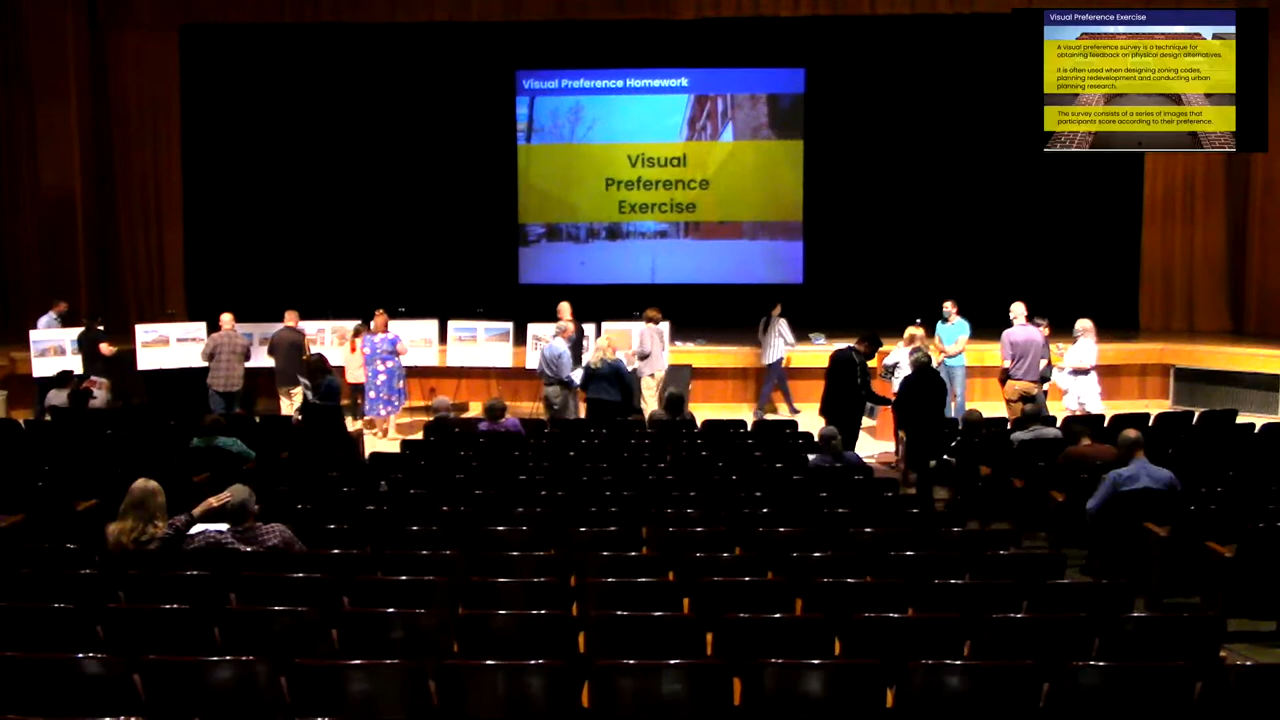 Visual Preference Homework
Visual
Preference
Exercise
Visual Preference Exercise
A visual preference survey is a technique for
obtaining feedback on physical design alternatives.
It is often used when designing zoning codes,
planning redevelopment and conducting urban
planning research.
The survey consists of a series of images that
participants score according to their preference.